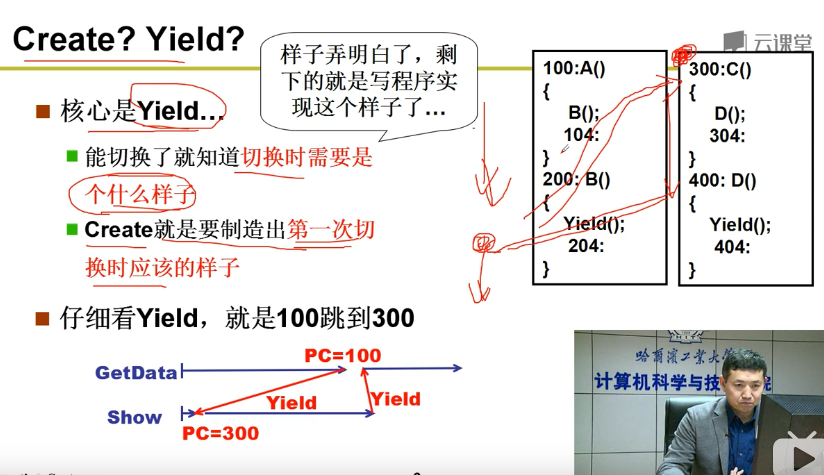 Create? Yield?
云课堂
样子弄明白了，剩
下的就是写程序实
现这个样子了…
核心是Yield…
能切换了就知道切换时需要是
个什么样子
Create就是要制造出第一次切
换时应该的样子
仔细看Yield，就是100跳到300
100:A()
{
B();
104:
}
200: B()
{
Yield();
204:
}
300:C()
{
D();
304:
}
400: D()
{
Yield();
404:
}
PC=100
GetData
Yield
Yield
Show
PC=300
哈爾濱工業大
计算机科学与技 院